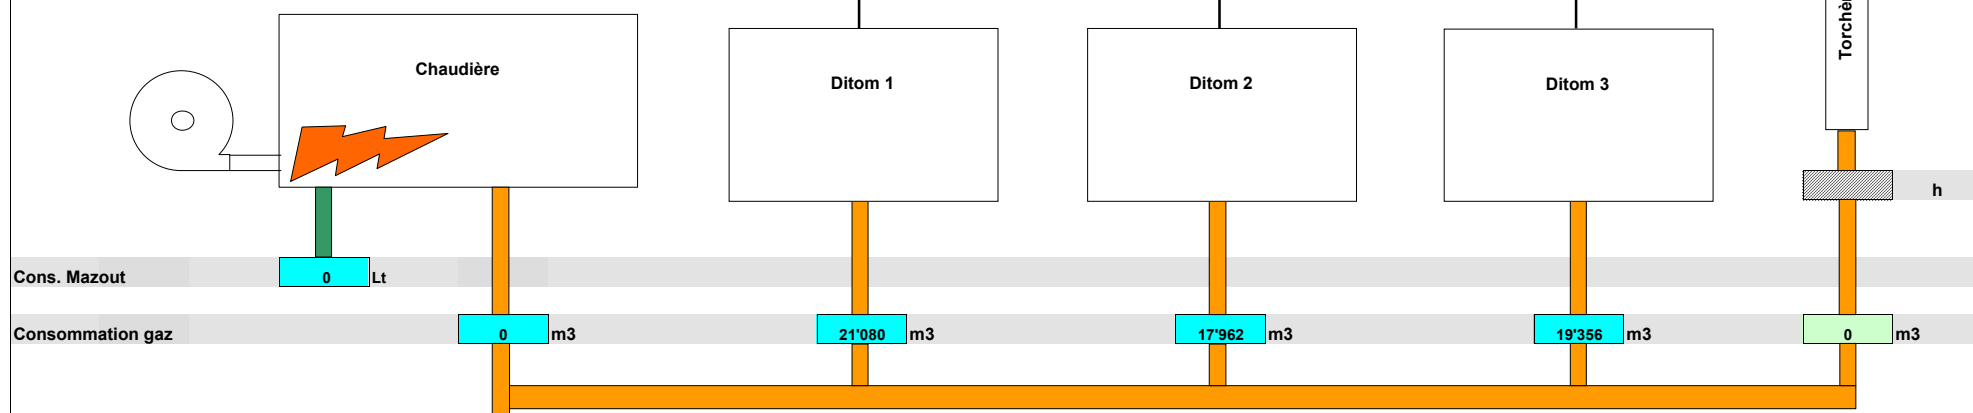 Chaudière
Ditom 1
Ditom 2
Ditom 3
h
Cons. Mazout 0 Lt
Consommation gaz 0 m3 21'080 m3 17'962 m3 19'356 m3 0 m3